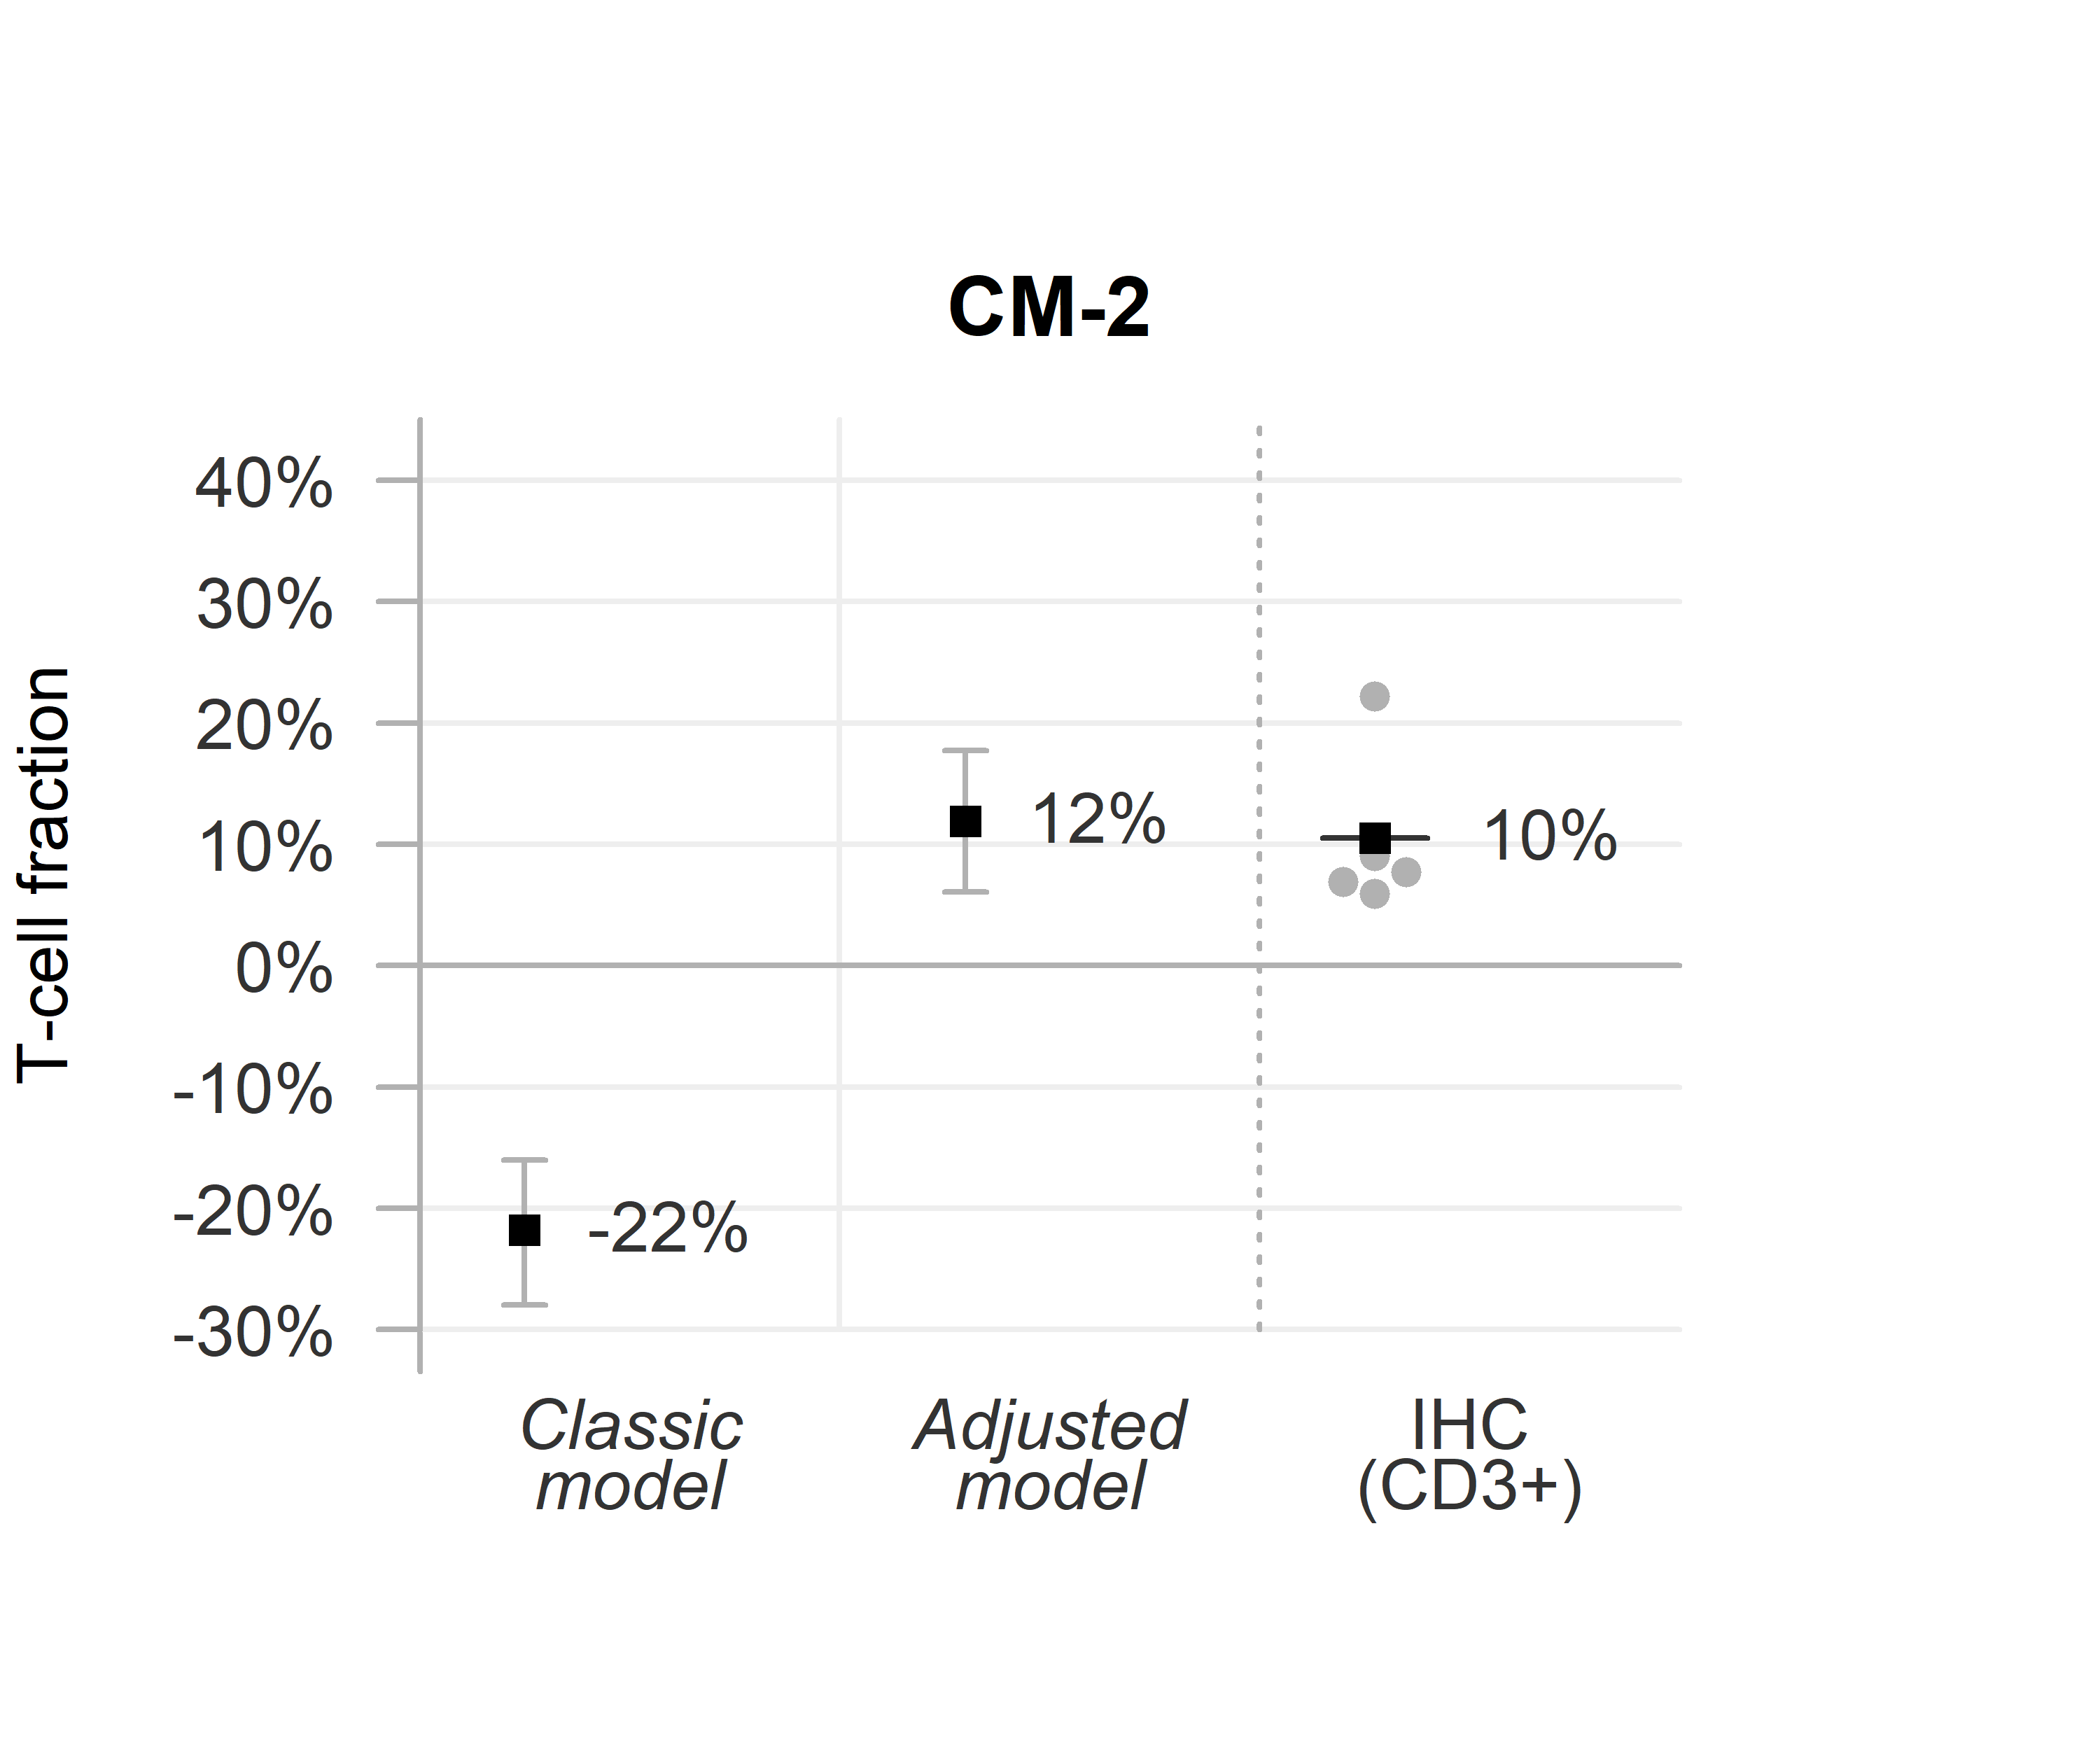 CM-2
T-cell fraction
40%
30%
20%
10%
0%
-10%
-20%
-30%
12%
10%
-22%
Classic
model
Adjusted
model
IHC
(CD3+)